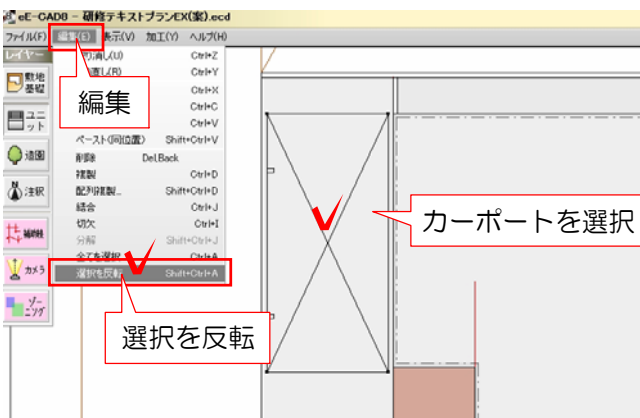 eE-CAD8 - 研修テキストプランEX(案).ecd
ファイル(F) 編集(E) 表示(V) 加工(Y) ヘルプ(H)
レイヤー
敷地
基礎
ユニ
ット
造園
注釈
補助線
カメラ
ゾー
ニング
Ctrl+Z
Ctrl+Y
Ctrl+X
Ctrl+C
Ctrl+V
ペースト(同位置) Shift+Ctrl+V
削除 Del,Back
複製 Ctrl+D
配列複製... Shift+Ctrl+D
結合 Ctrl+J
切欠 Ctrl+I
分解 Shift+Ctrl+J
全てを選択 Ctrl+A
選択を反転 Shift+Ctrl+A
編集
カーポートを選択
選択を反転